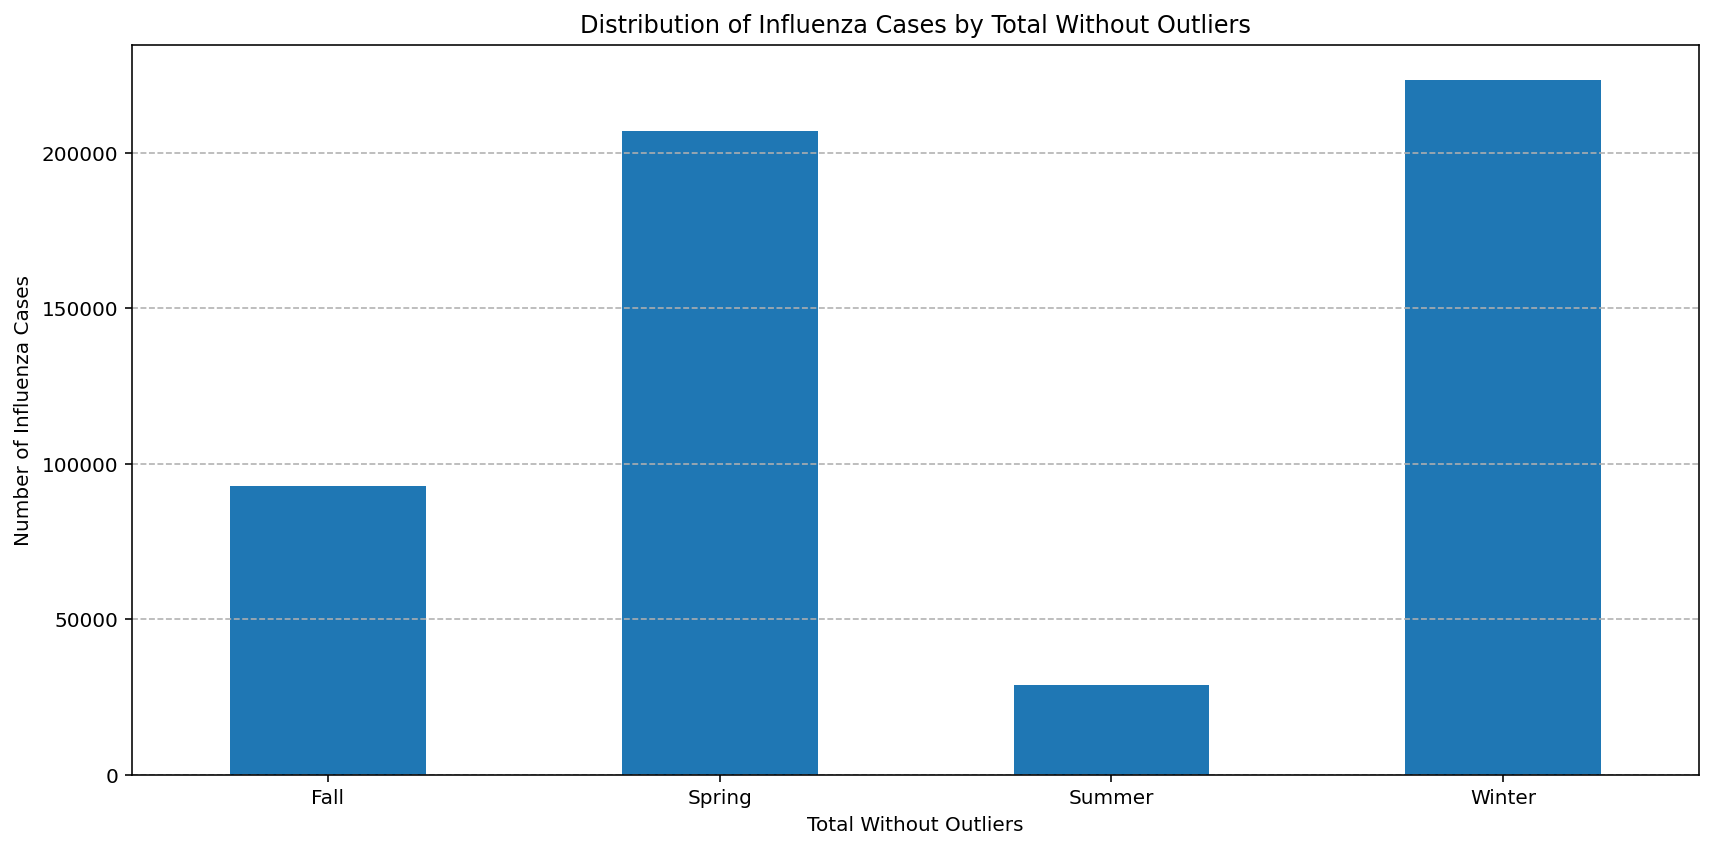 Distribution of Influenza Cases by Total Without Outliers
Number of Influenza Cases
200000
150000
100000
50000
0
Fall
Spring
Summer
Winter
Total Without Outliers